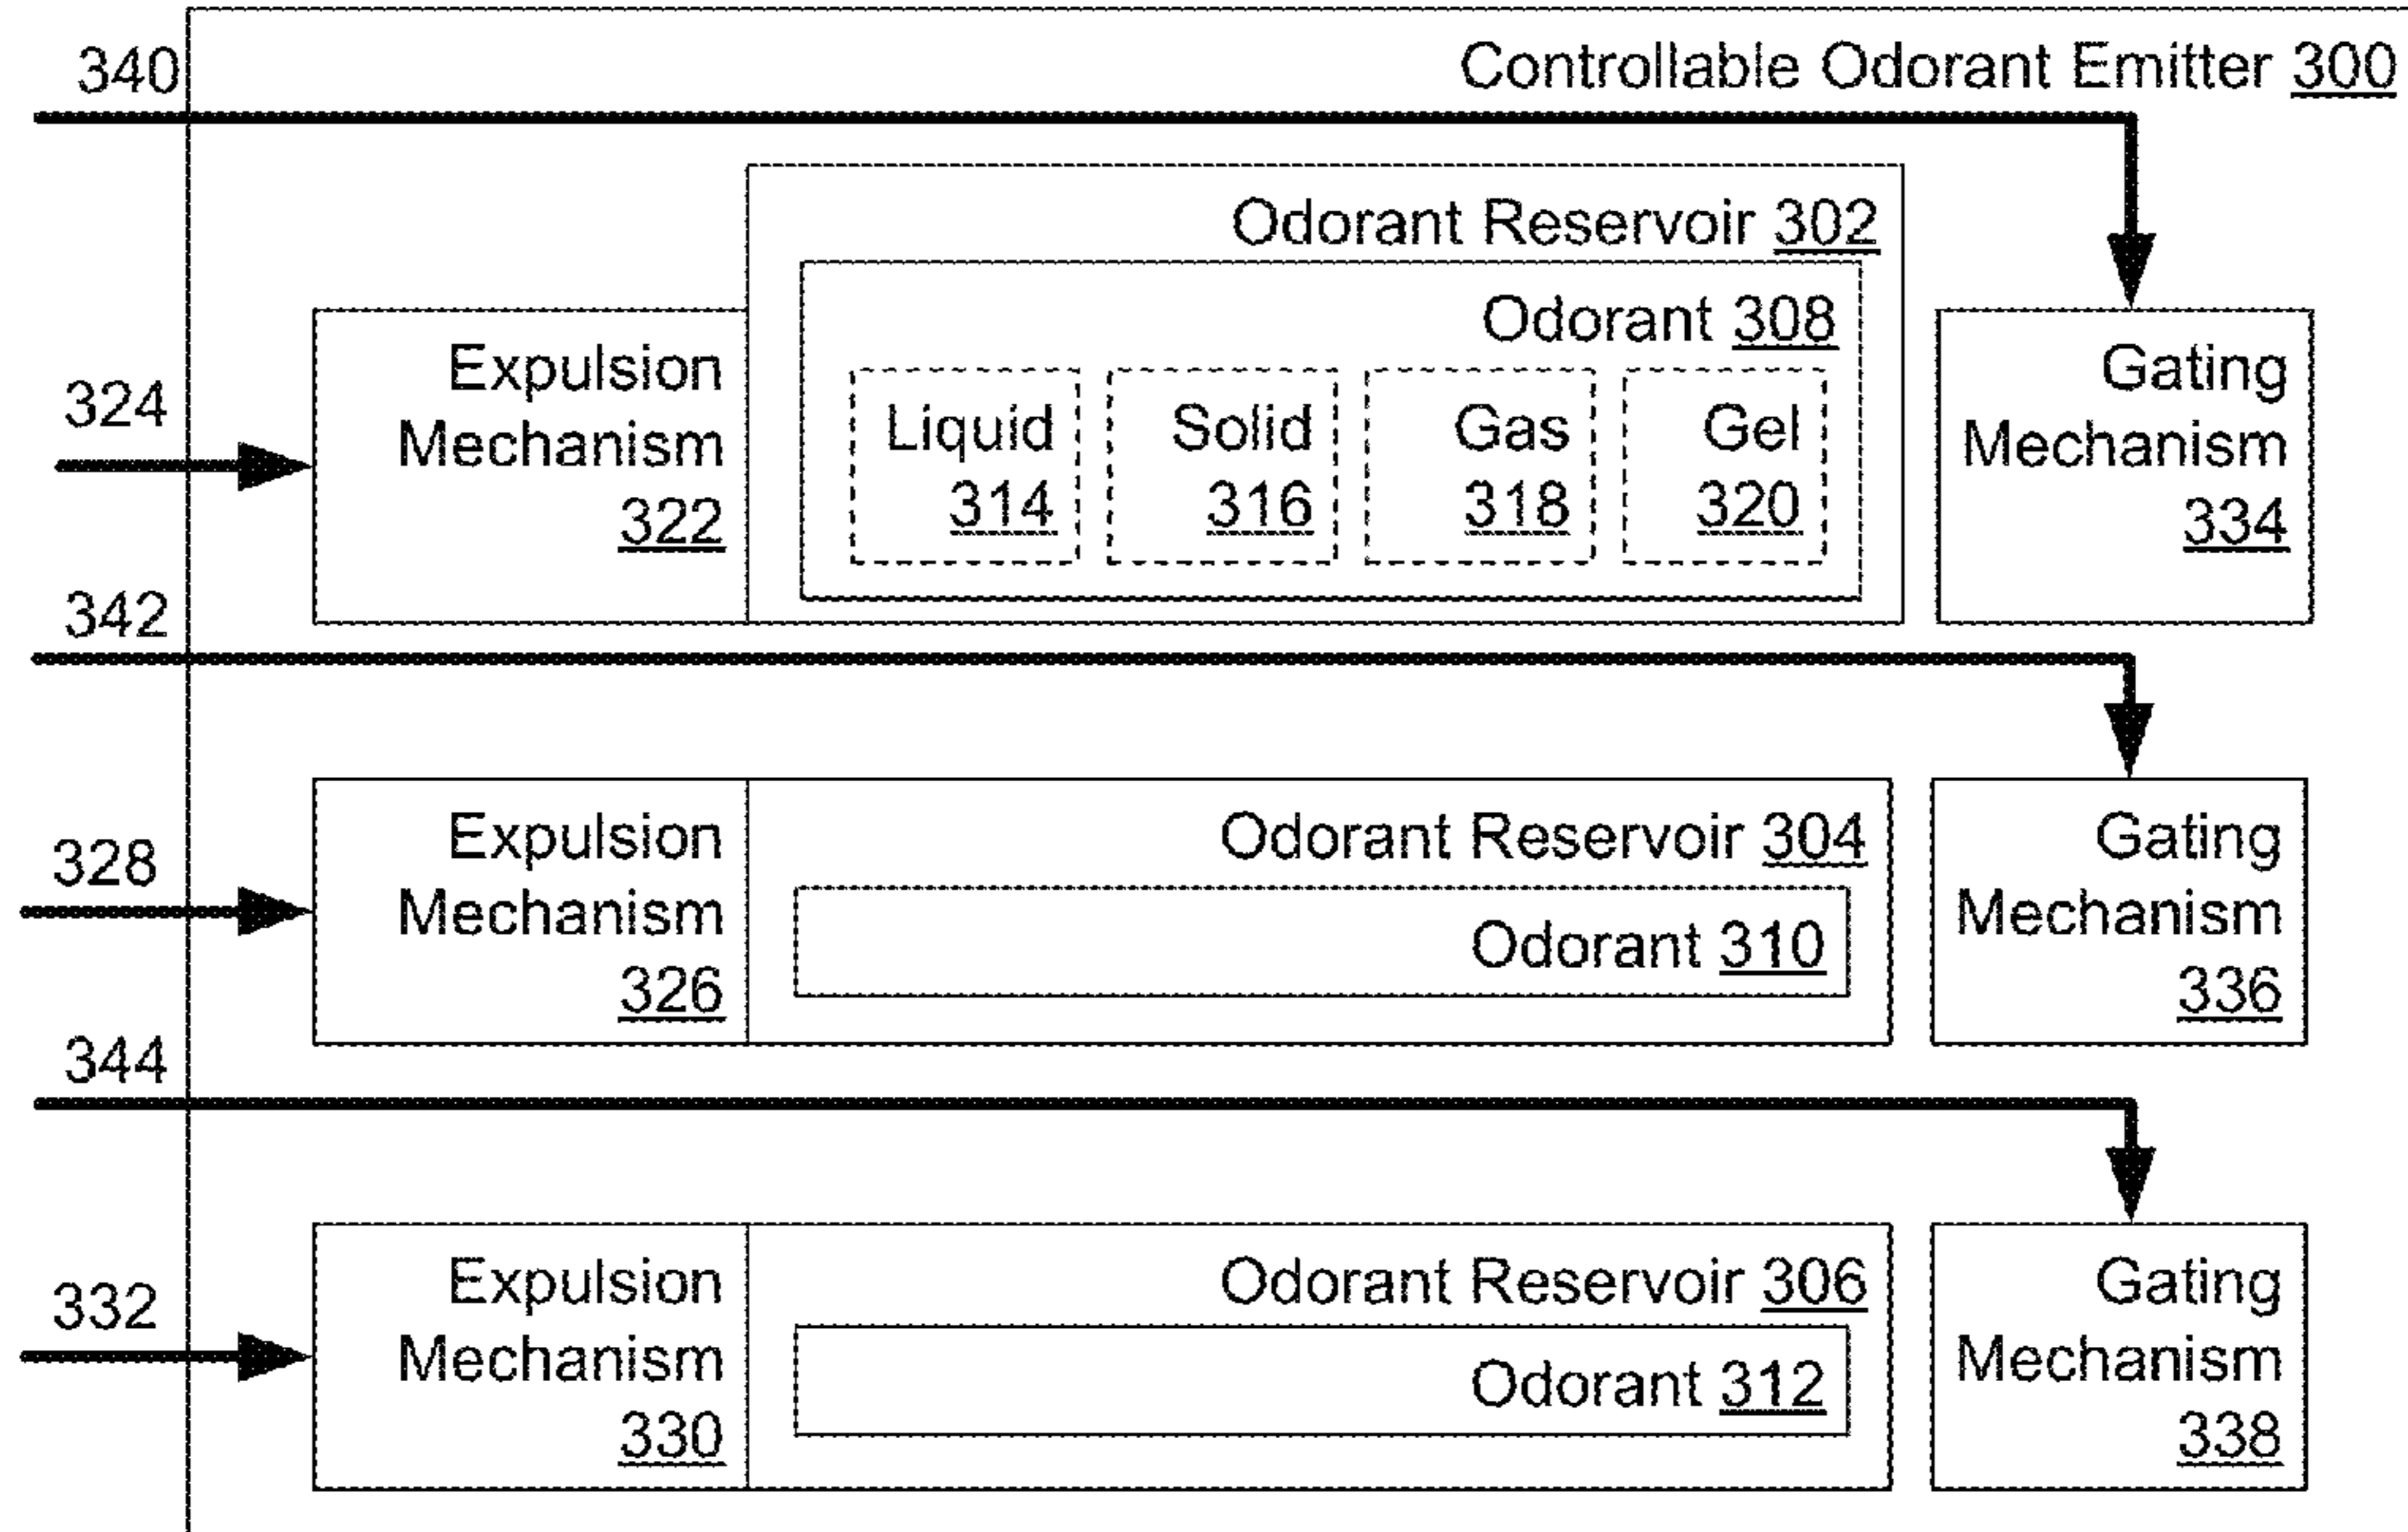 340
Controllable Odorant Emitter 300
Odorant Reservoir 302
Odorant 308
324
Expulsion
Mechanism
322
Liquid
314
Solid
316
Gas
318
Gel
320
Gating
Mechanism
334
342
328
Expulsion
Mechanism
326
Odorant Reservoir 304
Odorant 310
Gating
Mechanism
336
344
332
Expulsion
Mechanism
330
Odorant Reservoir 306
Odorant 312
Gating
Mechanism
338